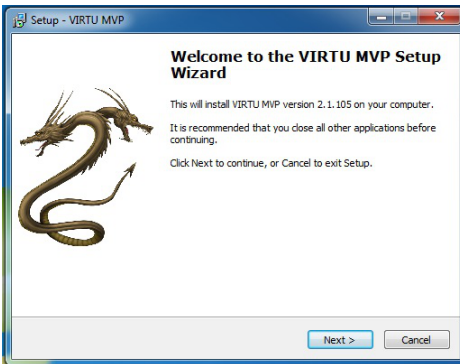 Setup - VIRTU MVP
Welcome to the VIRTU MVP Setup
Wizard
This will install VIRTU MVP version 2.1.105 on your computer.
It is recommended that you close all other applications before
continuing.
Click Next to continue, or Cancel to exit Setup.
Next >
Cancel